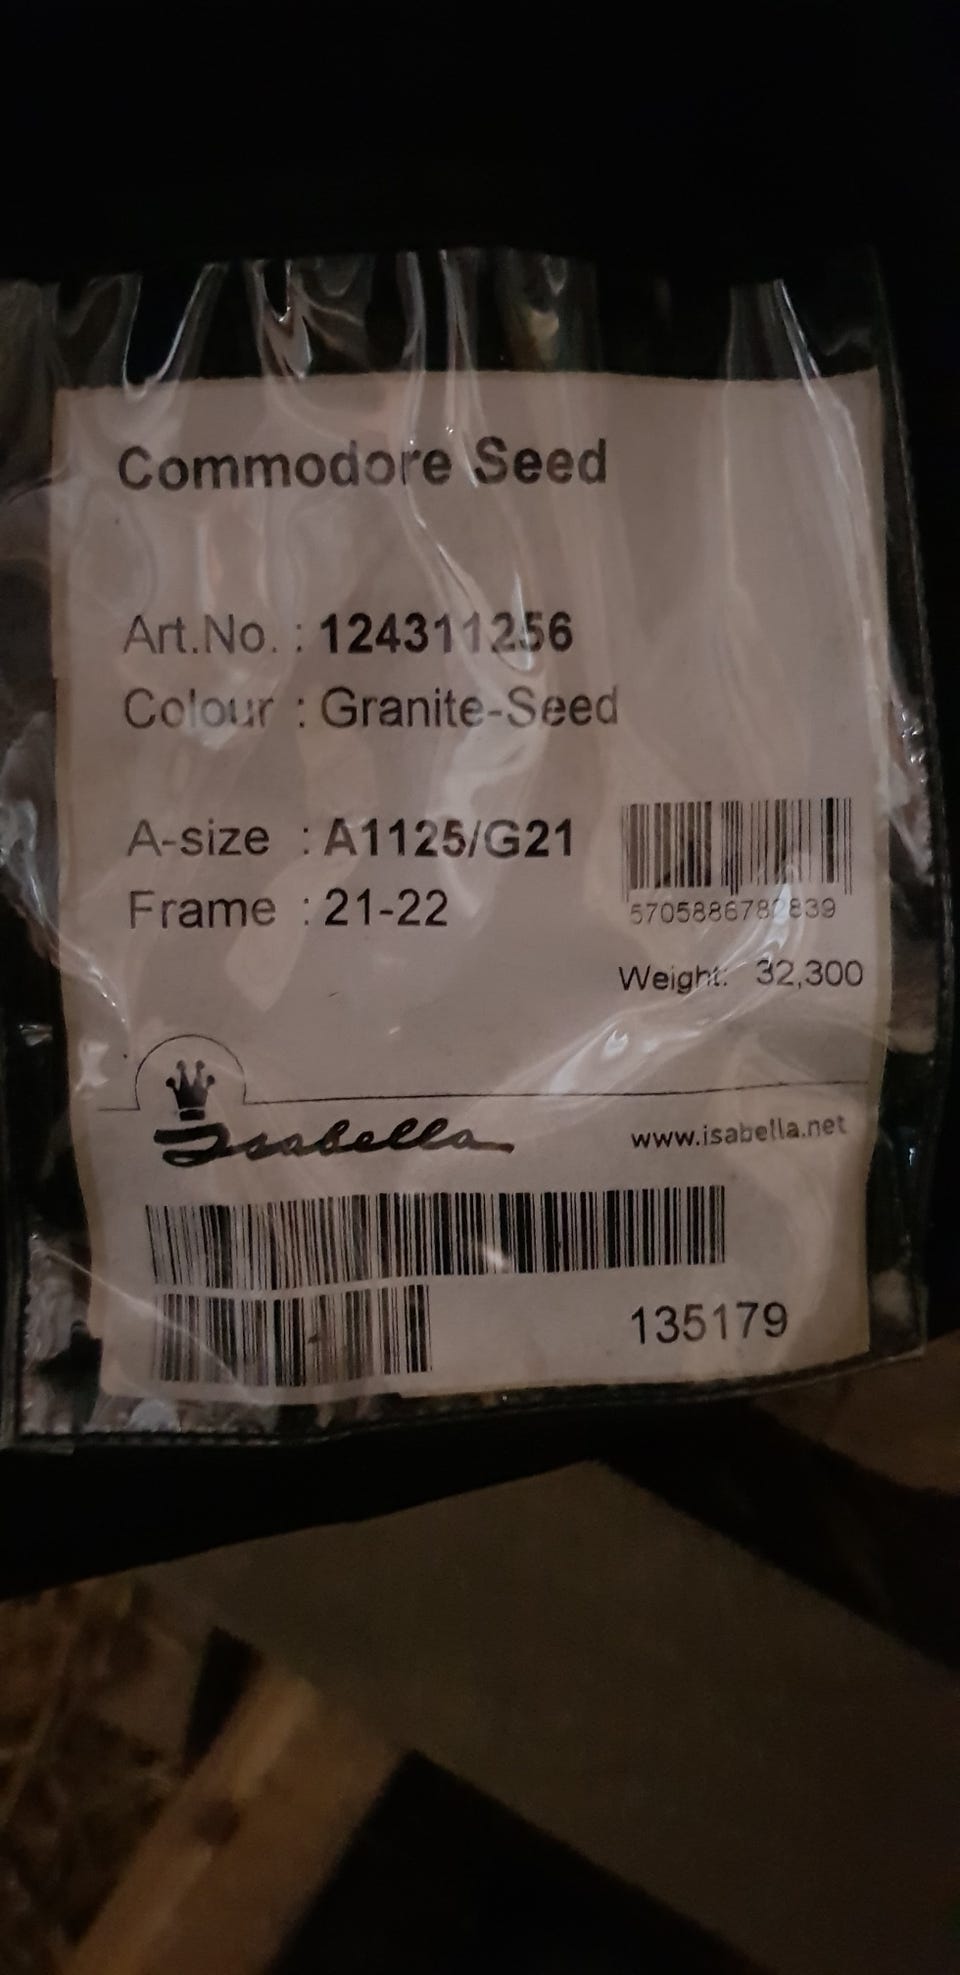 Commodore Seed
Art.No. : 124311256
Colour : Granite-Seed
A-size : A1125/G21
Frame : 21-22
5705886782839
Weight: 32,300
Isabella
www.isabella.net
135179